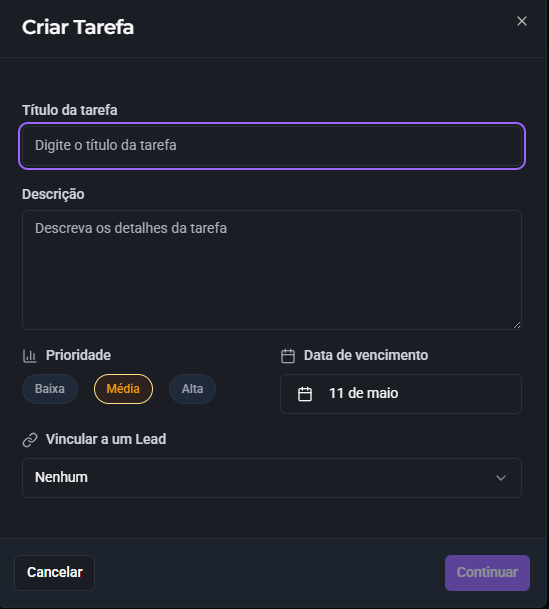 Criar Tarefa
Título da tarefa
Digite o título da tarefa
Descrição
Descreva os detalhes da tarefa
Prioridade
Data de vencimento
Baixa
Média
Alta
11 de maio
Vincular a um Lead
Nenhum
Cancelar
Continuar